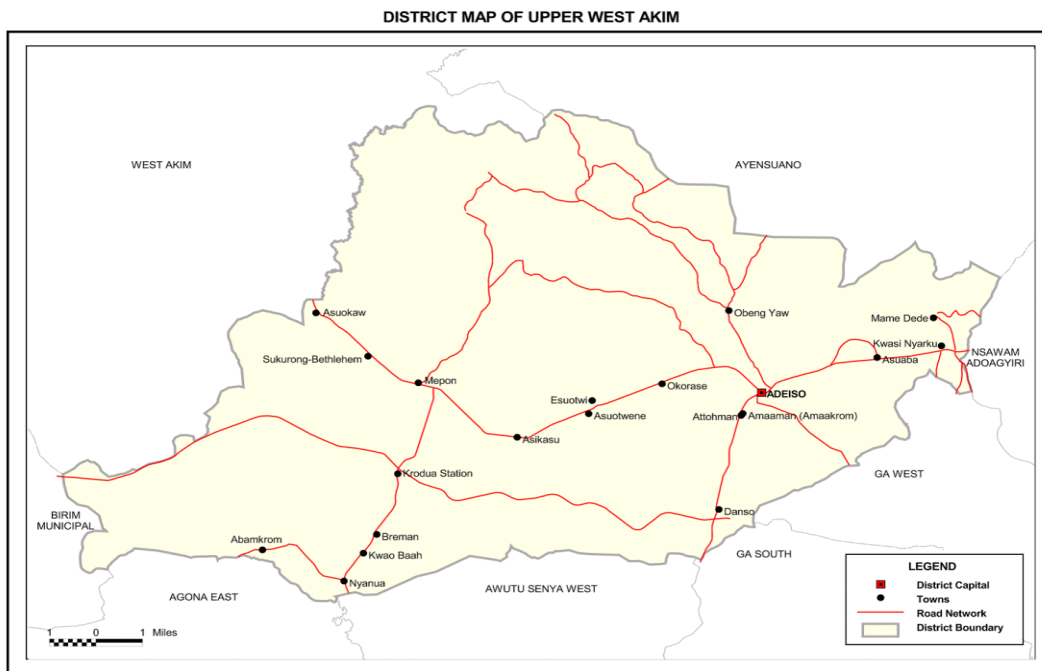 DISTRICT MAP OF UPPER WEST AKIM
WEST AKIM
AYENSUANO
Asuokaw
Obeng Yaw
Mame Dede
Kwasi Nyarku
NSAWAM
ADOAGYIRI
Sukurong-Bethlehem
Asuaba
Mepon
Okorase
ADEISO
Esuotwi
Asuotwene
Attohman
Amaaman (Amaakrom)
Asikasu
Krodua Station
GA WEST
BIRIM
MUNICIPAL
Danso
Abamkrom
Breman
Kwao Baah
GA SOUTH
Nyanua
AGONA EAST
AWUTU SENYA WEST
LEGEND
District Capital
Towns
Road Network
District Boundary
1 0 1 Miles